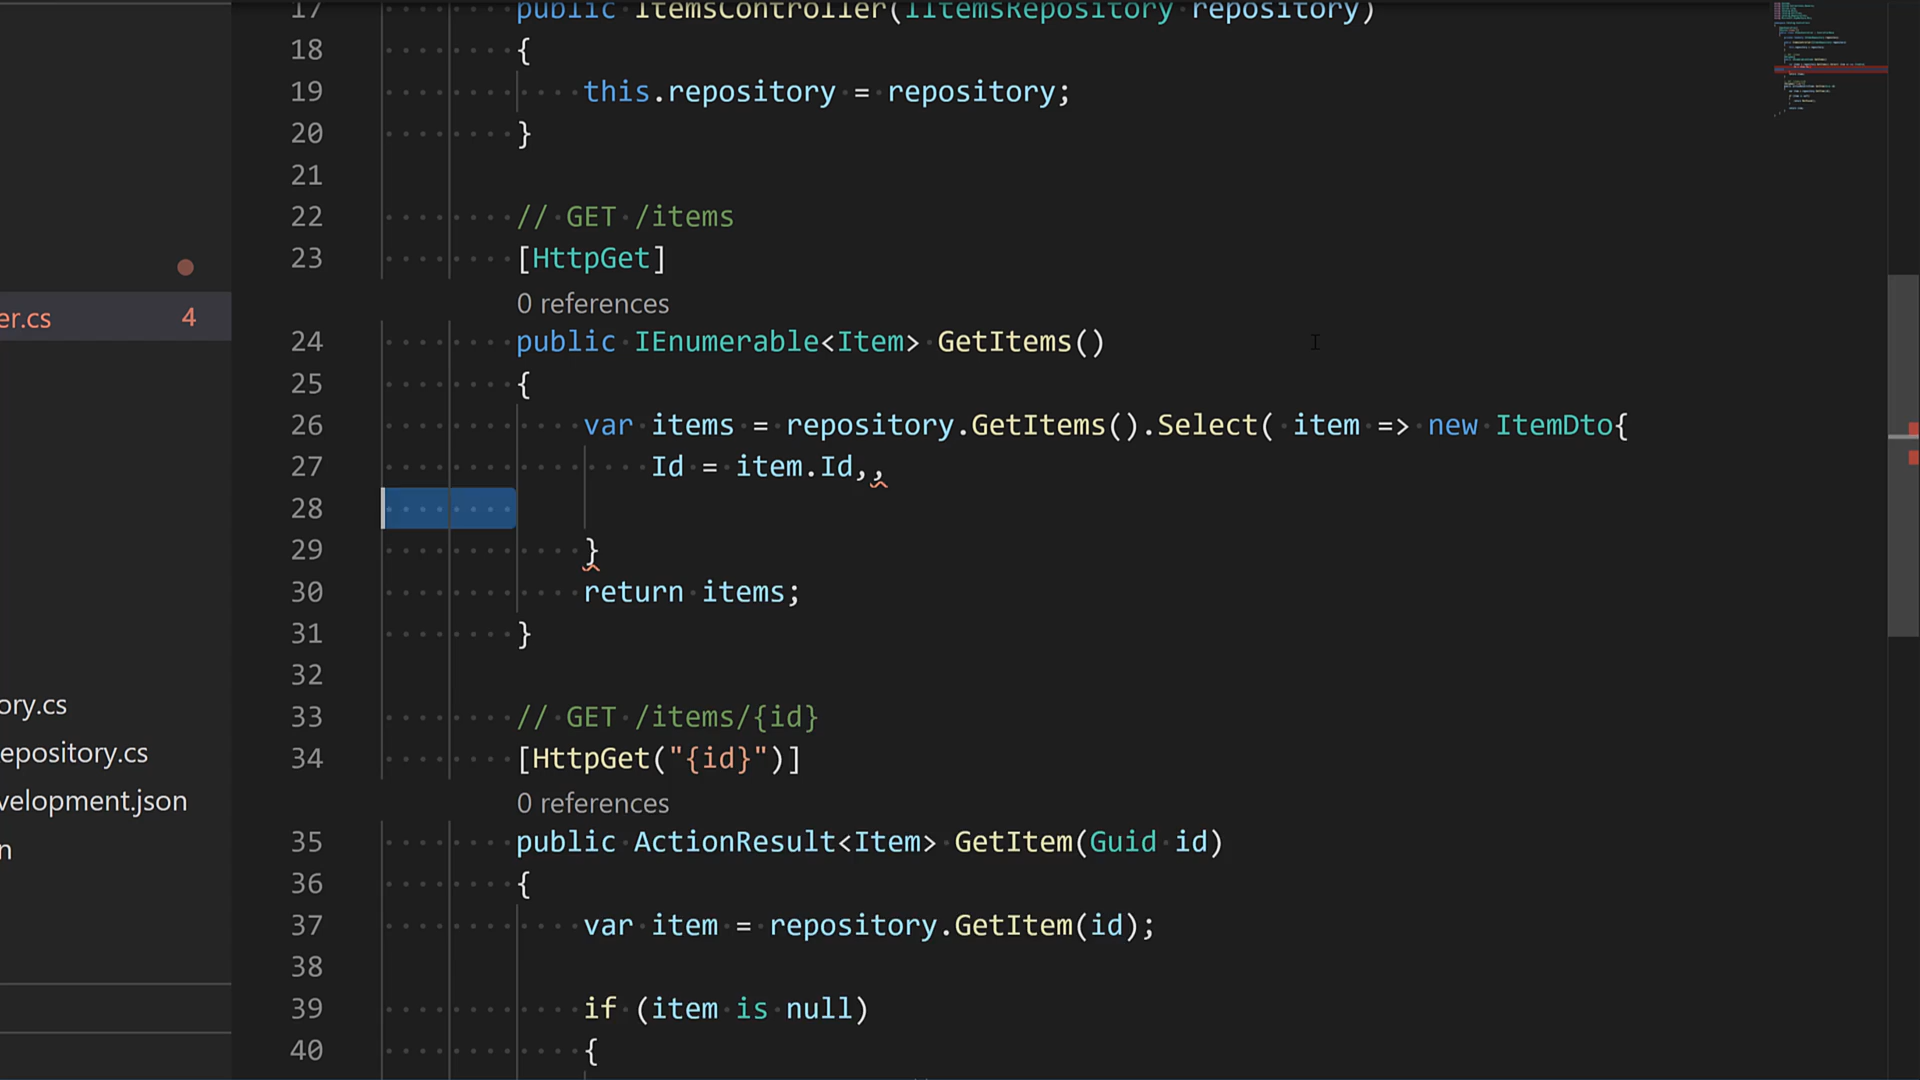 17 public ItemsController(IItemsRepository repository)
18 {
19 this.repository = repository;
20 }
21
22 // GET /items
23 [HttpGet]
0 references
er.cs 4
24 public IEnumerable<Item> GetItems()
25 {
26 var items = repository.GetItems().Select( item => new ItemDto{
27 Id = item.Id,,
28
29 }
30 return items;
31 }
32
ory.cs
33 // GET /items/{id}
epository.cs
34 [HttpGet("{id}")]
velopment.json
0 references
n
35 public ActionResult<Item> GetItem(Guid id)
36 {
37 var item = repository.GetItem(id);
38
39 if (item is null)
40 {